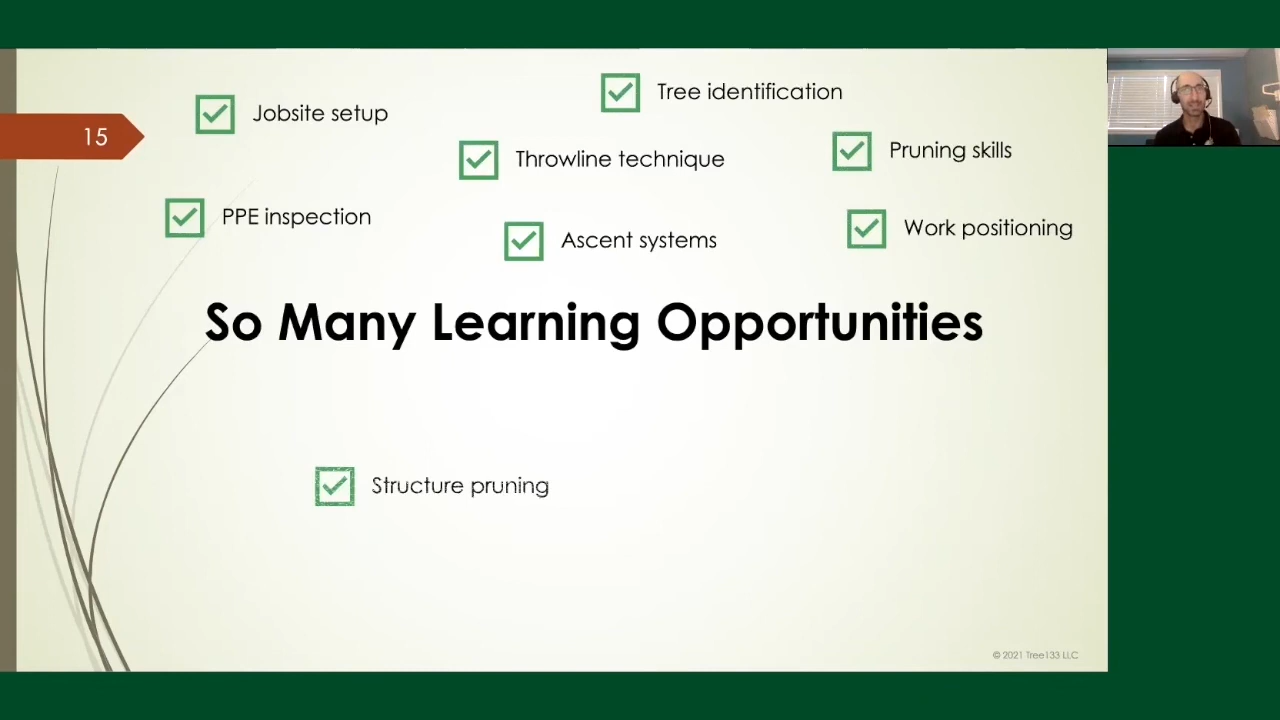 Tree identification
Jobsite setup
15
Throwline technique
Pruning skills
PPE inspection
Ascent systems
Work positioning
So Many Learning Opportunities
Structure pruning
© 2021 Tree133 LLC